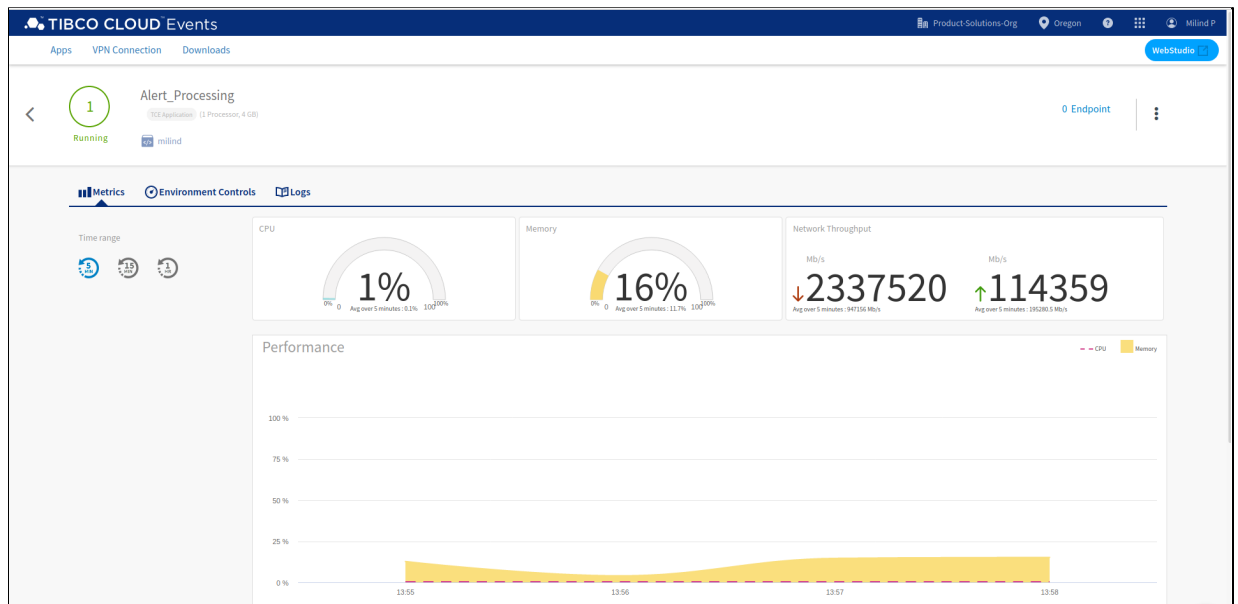 TIBCO CLOUD™ Events
Product-Solutions-Org
Oregon
?
Milind P
Apps
VPN Connection
Downloads
WebStudio
1
Running
Alert_Processing
TCE Application (1 Processor, 4 GB)
</> milind
0 Endpoint
Metrics
Environment Controls
Logs
Time range
5 MIN
15 MIN
1 HR
CPU
1%
0% 0 100 100%
Avg over 5 minutes : 0.1%
Memory
16%
0% 0 100 100%
Avg over 5 minutes : 11.7%
Network Throughput
Mb/s
↓2337520
Avg over 5 minutes : 947156 Mb/s
Mb/s
↑114359
Avg over 5 minutes : 195280.5 Mb/s
Performance
CPU
Memory
100 %
75 %
50 %
25 %
0 %
13:55
13:56
13:57
13:58